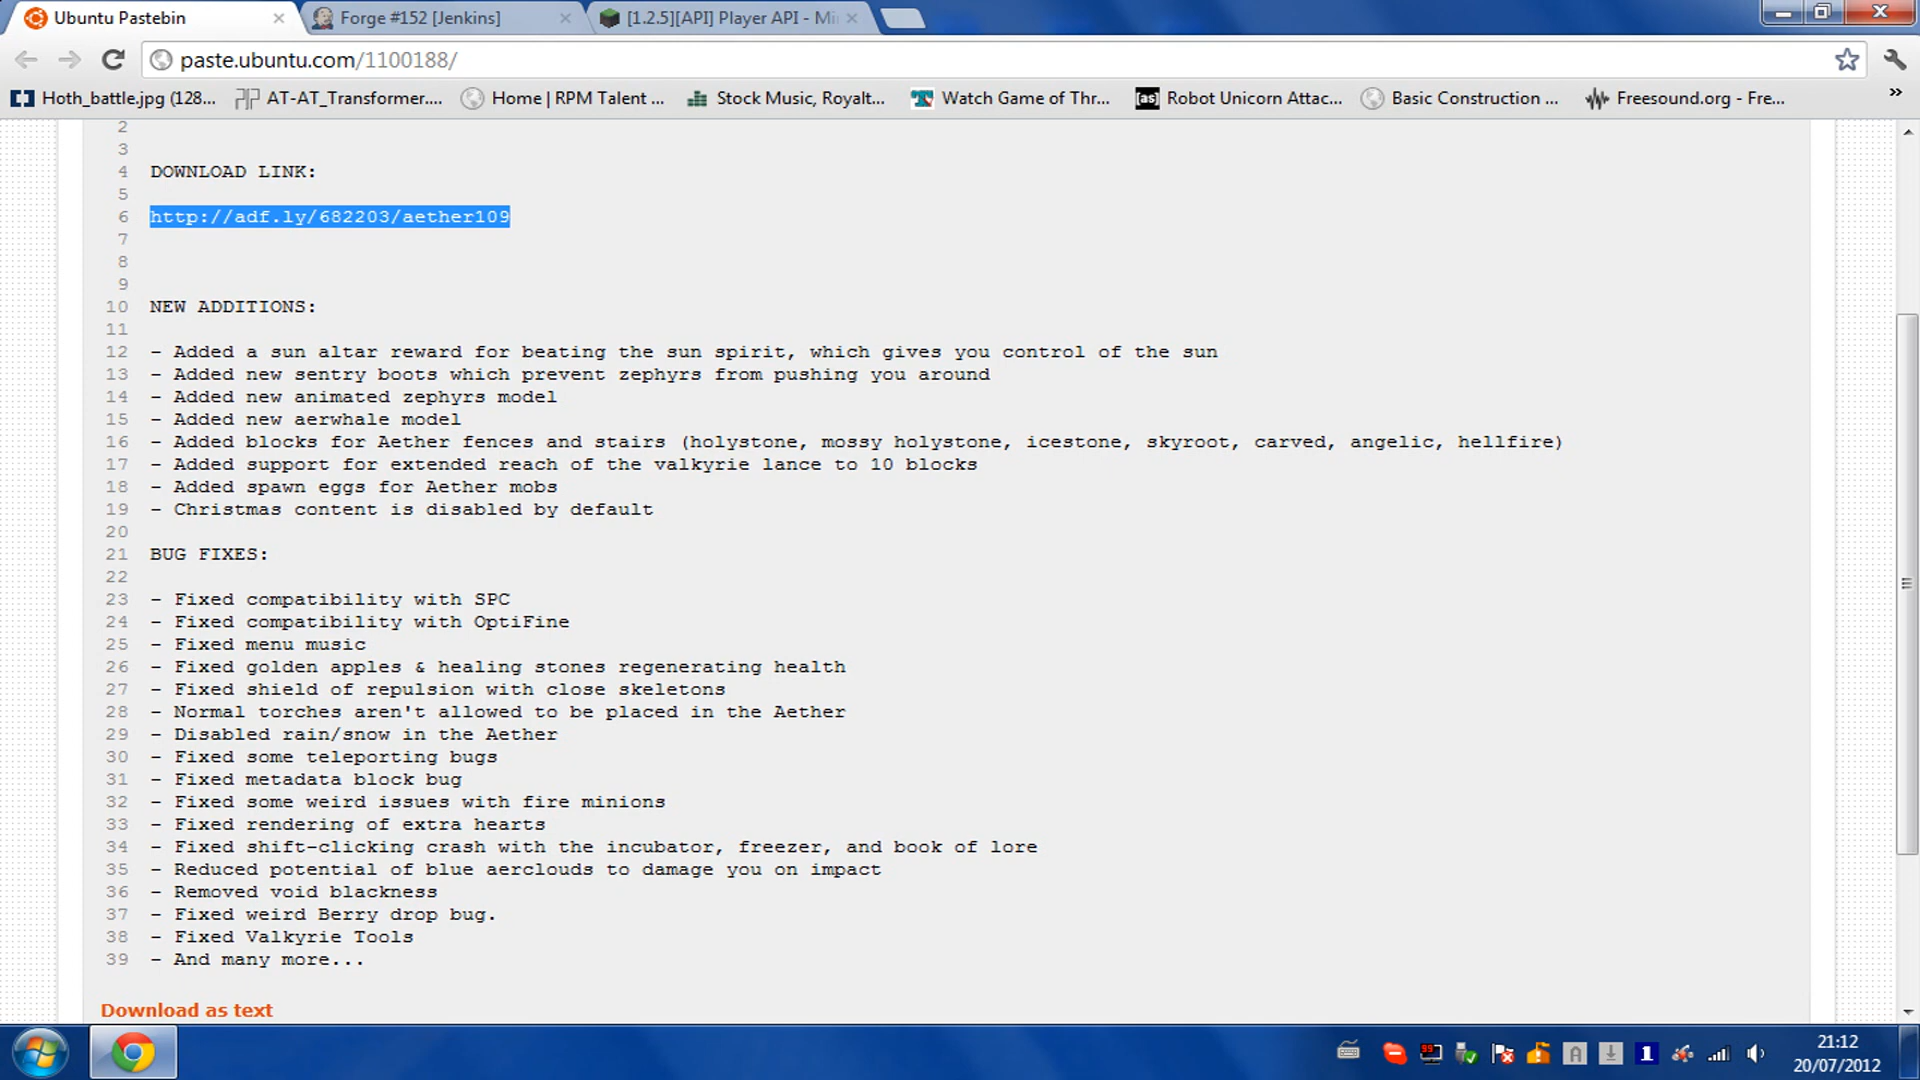 Ubuntu Pastebin
Forge #152 [Jenkins]
[1.2.5][API] Player API - Mi
paste.ubuntu.com/1100188/
Hoth_battle.jpg (128...
AT-AT_Transformer....
Home | RPM Talent ...
Stock Music, Royalt...
Watch Game of Thr...
[as] Robot Unicorn Attac...
Basic Construction ...
Freesound.org - Fre...
»
2
3
4 DOWNLOAD LINK:
5
6 http://adf.ly/682203/aether109
7
8
9
10 NEW ADDITIONS:
11
12 - Added a sun altar reward for beating the sun spirit, which gives you control of the sun
13 - Added new sentry boots which prevent zephyrs from pushing you around
14 - Added new animated zephyrs model
15 - Added new aerwhale model
16 - Added blocks for Aether fences and stairs (holystone, mossy holystone, icestone, skyroot, carved, angelic, hellfire)
17 - Added support for extended reach of the valkyrie lance to 10 blocks
18 - Added spawn eggs for Aether mobs
19 - Christmas content is disabled by default
20
21 BUG FIXES:
22
23 - Fixed compatibility with SPC
24 - Fixed compatibility with OptiFine
25 - Fixed menu music
26 - Fixed golden apples & healing stones regenerating health
27 - Fixed shield of repulsion with close skeletons
28 - Normal torches aren't allowed to be placed in the Aether
29 - Disabled rain/snow in the Aether
30 - Fixed some teleporting bugs
31 - Fixed metadata block bug
32 - Fixed some weird issues with fire minions
33 - Fixed rendering of extra hearts
34 - Fixed shift-clicking crash with the incubator, freezer, and book of lore
35 - Reduced potential of blue aerclouds to damage you on impact
36 - Removed void blackness
37 - Fixed weird Berry drop bug.
38 - Fixed Valkyrie Tools
39 - And many more...
Download as text
99
A
1
21:12
20/07/2012